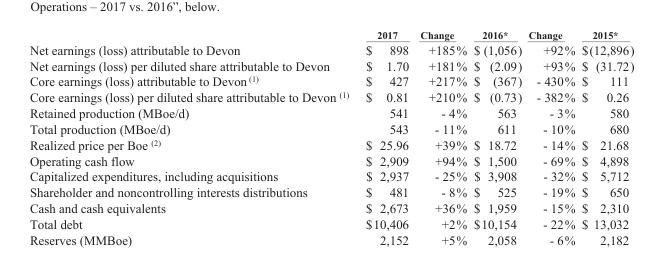 Operations – 2017 vs. 2016”, below.
2017 Change 2016* Change 2015*
Net earnings (loss) attributable to Devon $ 898 +185% $ (1,056) +92% $(12,896)
Net earnings (loss) per diluted share attributable to Devon $ 1.70 +181% $ (2.09) +93% $ (31.72)
Core earnings (loss) attributable to Devon (1) $ 427 +217% $ (367) - 430% $ 111
Core earnings (loss) per diluted share attributable to Devon (1) $ 0.81 +210% $ (0.73) - 382% $ 0.26
Retained production (MBoe/d) 541 - 4% 563 - 3% 580
Total production (MBoe/d) 543 - 11% 611 - 10% 680
Realized price per Boe (2) $ 25.96 +39% $ 18.72 - 14% $ 21.68
Operating cash flow $ 2,909 +94% $ 1,500 - 69% $ 4,898
Capitalized expenditures, including acquisitions $ 2,937 - 25% $ 3,908 - 32% $ 5,712
Shareholder and noncontrolling interests distributions $ 481 - 8% $ 525 - 19% $ 650
Cash and cash equivalents $ 2,673 +36% $ 1,959 - 15% $ 2,310
Total debt $10,406 +2% $10,154 - 22% $ 13,032
Reserves (MMBoe) 2,152 +5% 2,058 - 6% 2,182